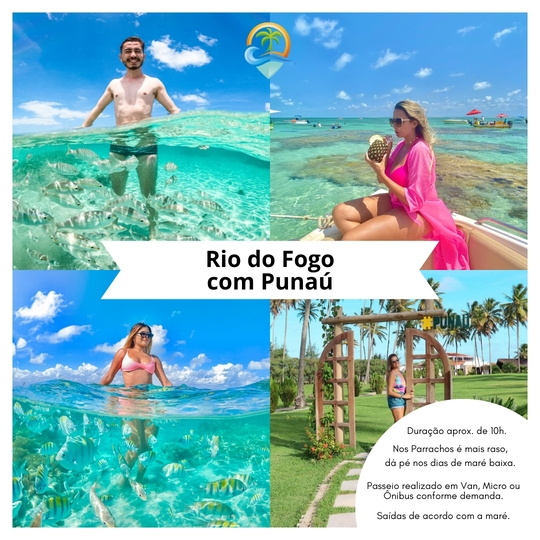 Rio do Fogo
com Punaú
#PUNAÚ
Duração aprox. de 10h.
Nos Parrachos é mais raso,
dá pé nos dias de maré baixa.
Passeio realizado em Van, Micro ou
Ônibus conforme demanda.
Saídas de acordo com a maré.